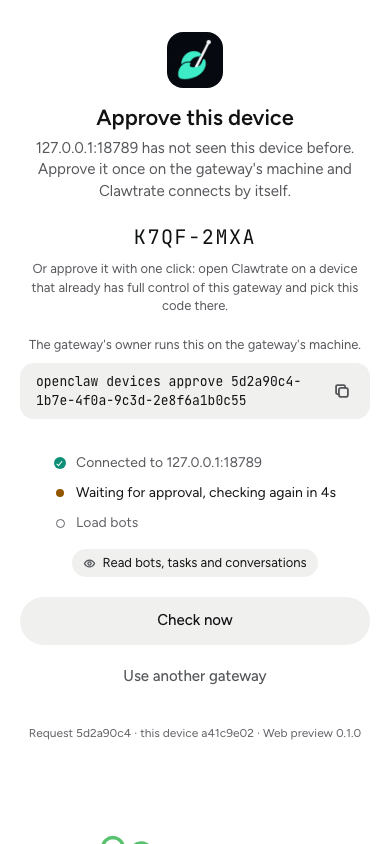 Approve this device
127.0.0.1:18789 has not seen this device before.
Approve it once on the gateway's machine and
Clawtrate connects by itself.
K7QF-2MXA
Or approve it with one click: open Clawtrate on a device
that already has full control of this gateway and pick this
code there.
The gateway's owner runs this on the gateway's machine.
openclaw devices approve 5d2a90c4-
1b7e-4f0a-9c3d-2e8f6a1b0c55
Connected to 127.0.0.1:18789
Waiting for approval, checking again in 4s
Load bots
Read bots, tasks and conversations
Check now
Use another gateway
Request 5d2a90c4 · this device a41c9e02 · Web preview 0.1.0